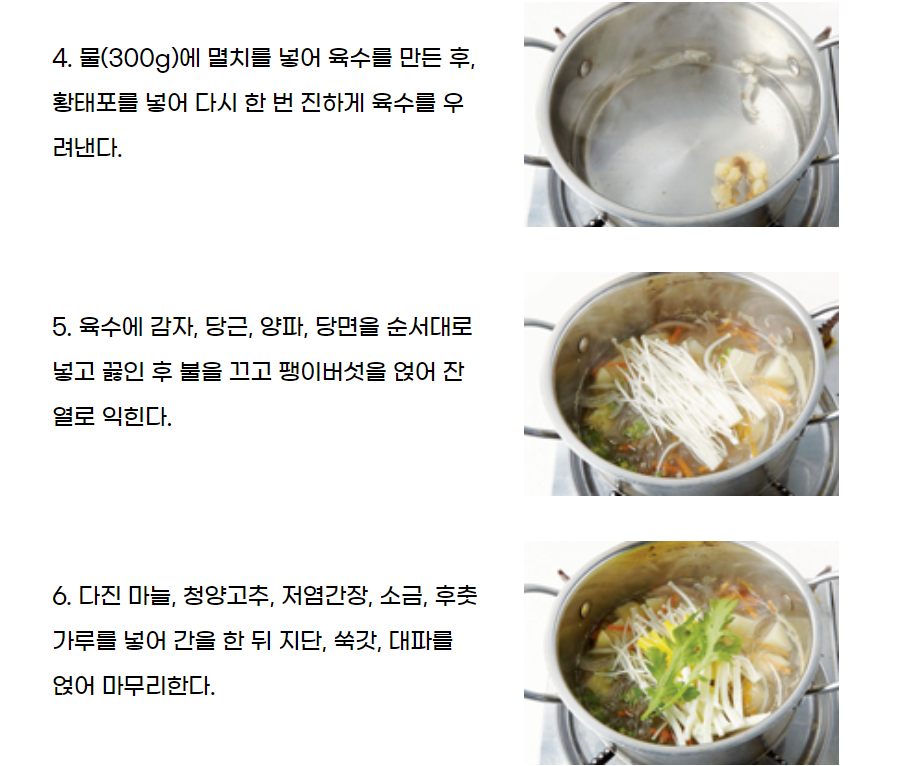 4. 물(300g)에 멸치를 넣어 육수를 만든 후,
황태포를 넣어 다시 한 번 진하게 육수를 우
려낸다.
5. 육수에 감자, 당근, 양파, 당면을 순서대로
넣고 끓인 후 불을 끄고 팽이버섯을 얹어 잔
열로 익힌다.
6. 다진 마늘, 청양고추, 저염간장, 소금, 후춧
가루를 넣어 간을 한 뒤 지단, 쑥갓, 대파를
얹어 마무리한다.